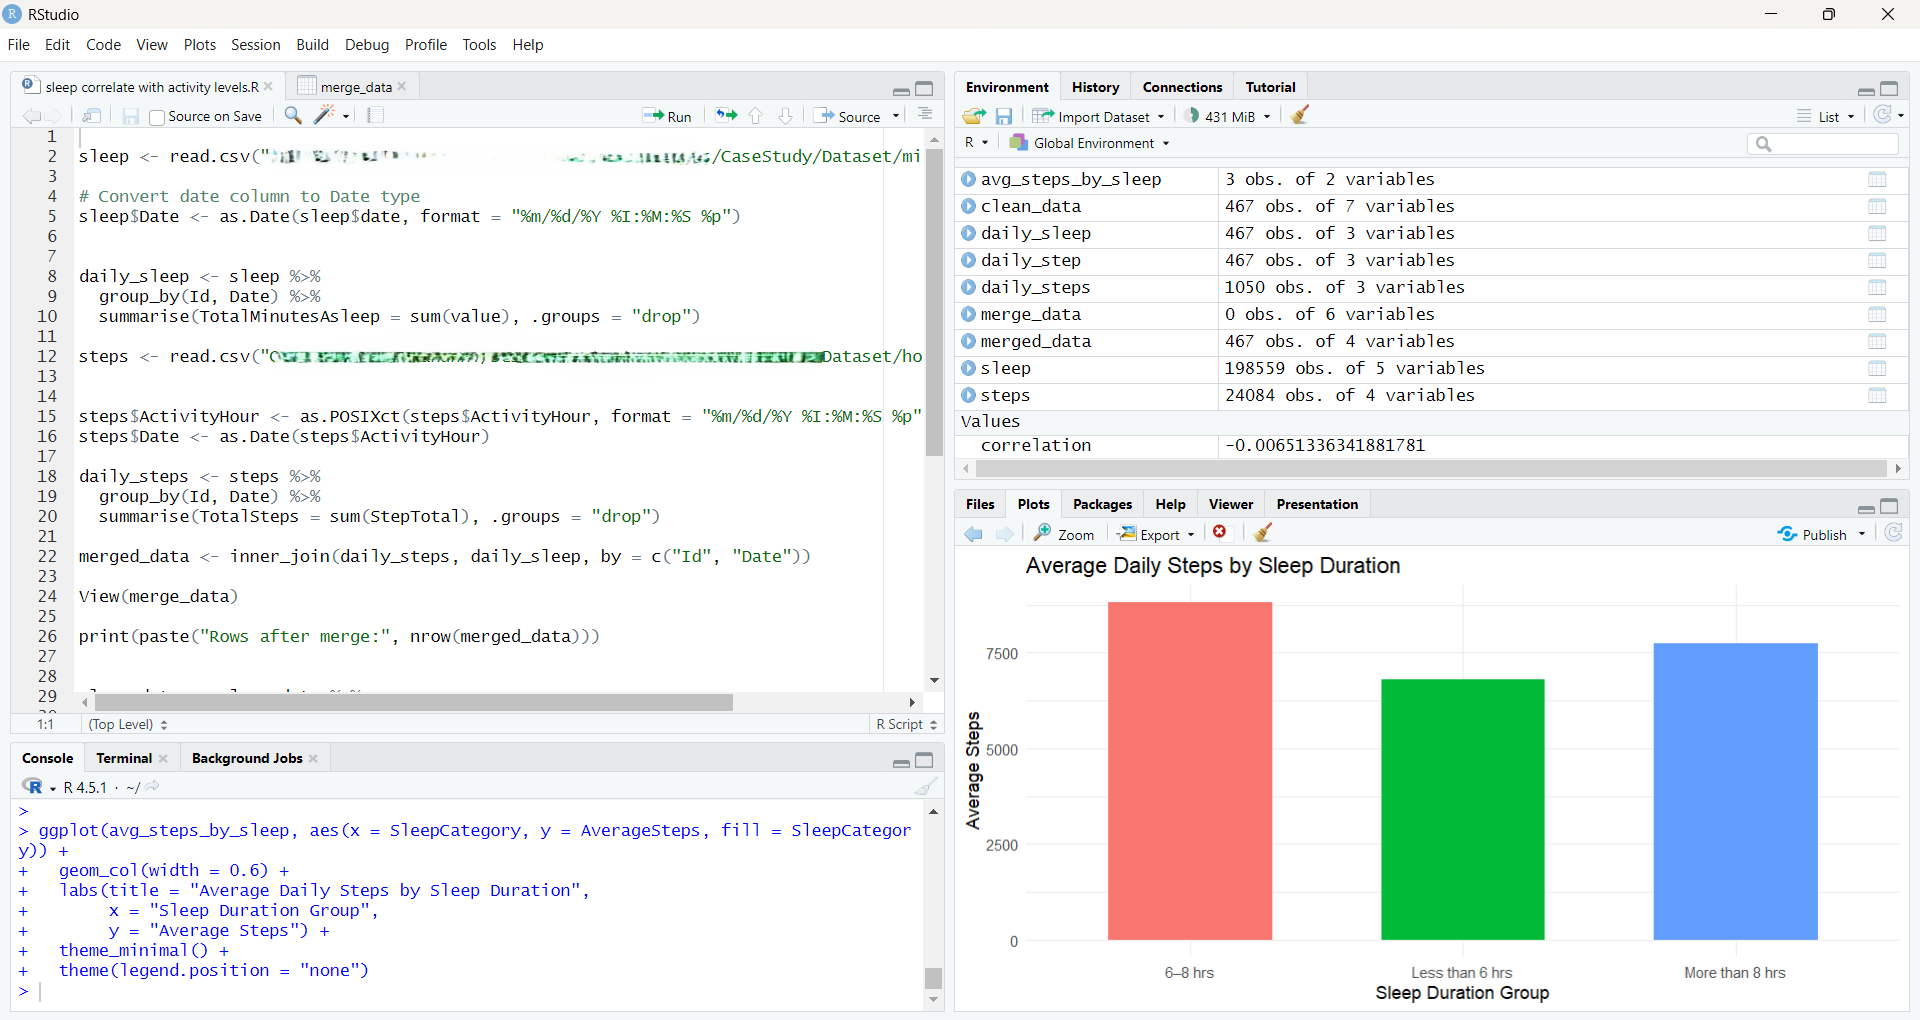 RStudio
File Edit Code View Plots Session Build Debug Profile Tools Help
sleep correlate with activity levels.R merge_data
Source on Save Run Source
1
2 sleep <- read.csv(" /CaseStudy/Dataset/mi
3
4 # Convert date column to Date type
5 sleep$Date <- as.Date(sleep$date, format = "%m/%d/%Y %I:%M:%S %p")
6
7
8 daily_sleep <- sleep %>%
9 group_by(Id, Date) %>%
10 summarise(TotalMinutesAsleep = sum(value), .groups = "drop")
11
12 steps <- read.csv(" Dataset/ho
13
14
15 steps$ActivityHour <- as.POSIXct(steps$ActivityHour, format = "%m/%d/%Y %I:%M:%S %p"
16 steps$Date <- as.Date(steps$ActivityHour)
17
18 daily_steps <- steps %>%
19 group_by(Id, Date) %>%
20 summarise(TotalSteps = sum(StepTotal), .groups = "drop")
21
22 merged_data <- inner_join(daily_steps, daily_sleep, by = c("Id", "Date"))
23
24 View(merge_data)
25
26 print(paste("Rows after merge:", nrow(merged_data)))
27
28
29
1:1 (Top Level) R Script
Console Terminal Background Jobs
R 4.5.1 · ~/
>
> ggplot(avg_steps_by_sleep, aes(x = SleepCategory, y = AverageSteps, fill = SleepCategor
y)) +
+ geom_col(width = 0.6) +
+ labs(title = "Average Daily Steps by Sleep Duration",
+ x = "Sleep Duration Group",
+ y = "Average Steps") +
+ theme_minimal() +
+ theme(legend.position = "none")
>
Environment History Connections Tutorial
Import Dataset 431 MiB List
R Global Environment
avg_steps_by_sleep 3 obs. of 2 variables
clean_data 467 obs. of 7 variables
daily_sleep 467 obs. of 3 variables
daily_step 467 obs. of 3 variables
daily_steps 1050 obs. of 3 variables
merge_data 0 obs. of 6 variables
merged_data 467 obs. of 4 variables
sleep 198559 obs. of 5 variables
steps 24084 obs. of 4 variables
Values
correlation -0.00651336341881781
Files Plots Packages Help Viewer Presentation
Zoom Export Publish
Average Daily Steps by Sleep Duration
Average Steps
7500
5000
2500
0
6–8 hrs Less than 6 hrs More than 8 hrs
Sleep Duration Group